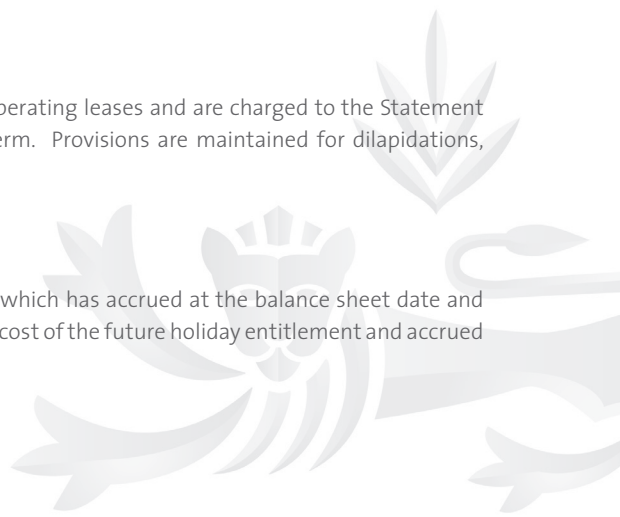 perating leases and are charged to the Statement
erm. Provisions are maintained for dilapidations,
which has accrued at the balance sheet date and
cost of the future holiday entitlement and accrued